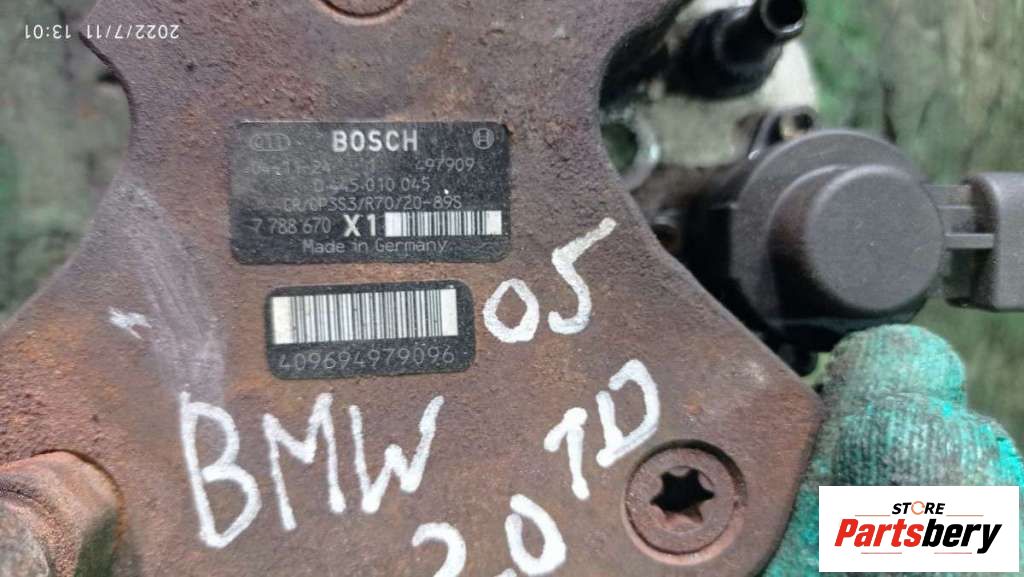 2022/7/11 13:01
BOSCH
0 445 010 045
CR/CP3S3/R70/20-89S
7 788 670 X1
Made in Germany
409694979096
05
BMW
2.0 TD
STORE
Partsbery